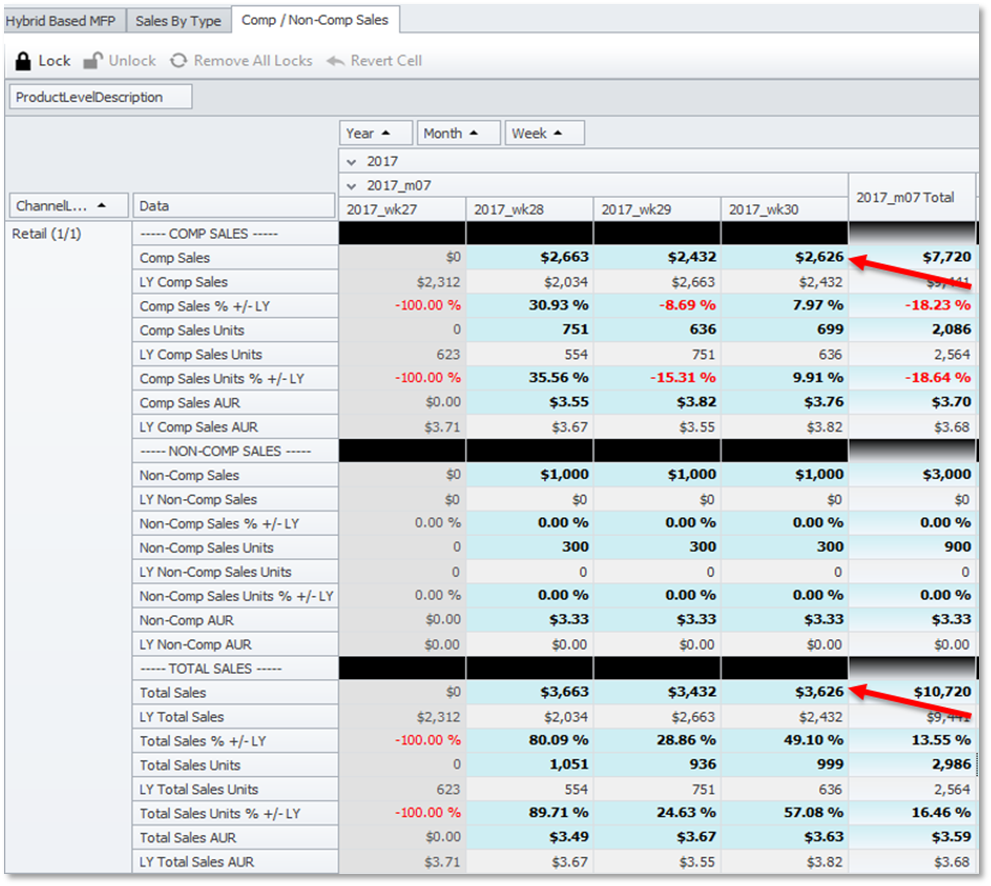 Hybrid Based MFP Sales By Type Comp / Non-Comp Sales
Lock Unlock Remove All Locks Revert Cell
ProductLevelDescription
Year Month Week
2017
2017_m07 2017_m07 Total
ChannelL... Data 2017_wk27 2017_wk28 2017_wk29 2017_wk30
Retail (1/1) ----- COMP SALES -----
Comp Sales $0 $2,663 $2,432 $2,626 $7,720
LY Comp Sales $2,312 $2,034 $2,663 $2,432 $9,441
Comp Sales % +/-LY -100.00 % 30.93 % -8.69 % 7.97 % -18.23 %
Comp Sales Units 0 751 636 699 2,086
LY Comp Sales Units 623 554 751 636 2,564
Comp Sales Units % +/-LY -100.00 % 35.56 % -15.31 % 9.91 % -18.64 %
Comp Sales AUR $0.00 $3.55 $3.82 $3.76 $3.70
LY Comp Sales AUR $3.71 $3.67 $3.55 $3.82 $3.68
----- NON-COMP SALES -----
Non-Comp Sales $0 $1,000 $1,000 $1,000 $3,000
LY Non-Comp Sales $0 $0 $0 $0 $0
Non-Comp Sales % +/-LY 0.00 % 0.00 % 0.00 % 0.00 % 0.00 %
Non-Comp Sales Units 0 300 300 300 900
LY Non-Comp Sales Units 0 0 0 0 0
Non-Comp Sales Units % +/-LY 0.00 % 0.00 % 0.00 % 0.00 % 0.00 %
Non-Comp AUR $0.00 $3.33 $3.33 $3.33 $3.33
LY Non-Comp AUR $0.00 $0.00 $0.00 $0.00 $0.00
----- TOTAL SALES -----
Total Sales $0 $3,663 $3,432 $3,626 $10,720
LY Total Sales $2,312 $2,034 $2,663 $2,432 $9,441
Total Sales % +/-LY -100.00 % 80.09 % 28.86 % 49.10 % 13.55 %
Total Sales Units 0 1,051 936 999 2,986
LY Total Sales Units 623 554 751 636 2,564
Total Sales Units % +/-LY -100.00 % 89.71 % 24.63 % 57.08 % 16.46 %
Total Sales AUR $0.00 $3.49 $3.67 $3.63 $3.59
LY Total Sales AUR $3.71 $3.67 $3.55 $3.82 $3.68